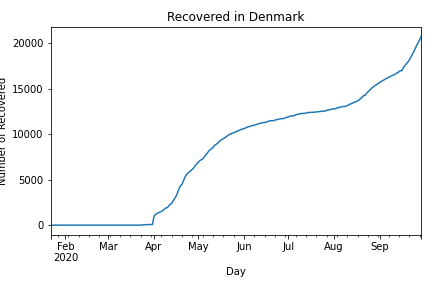 Recovered in Denmark
Number of Recovered
20000
15000
10000
5000
0
Feb
2020
Mar
Apr
May
Jun
Jul
Aug
Sep
Day